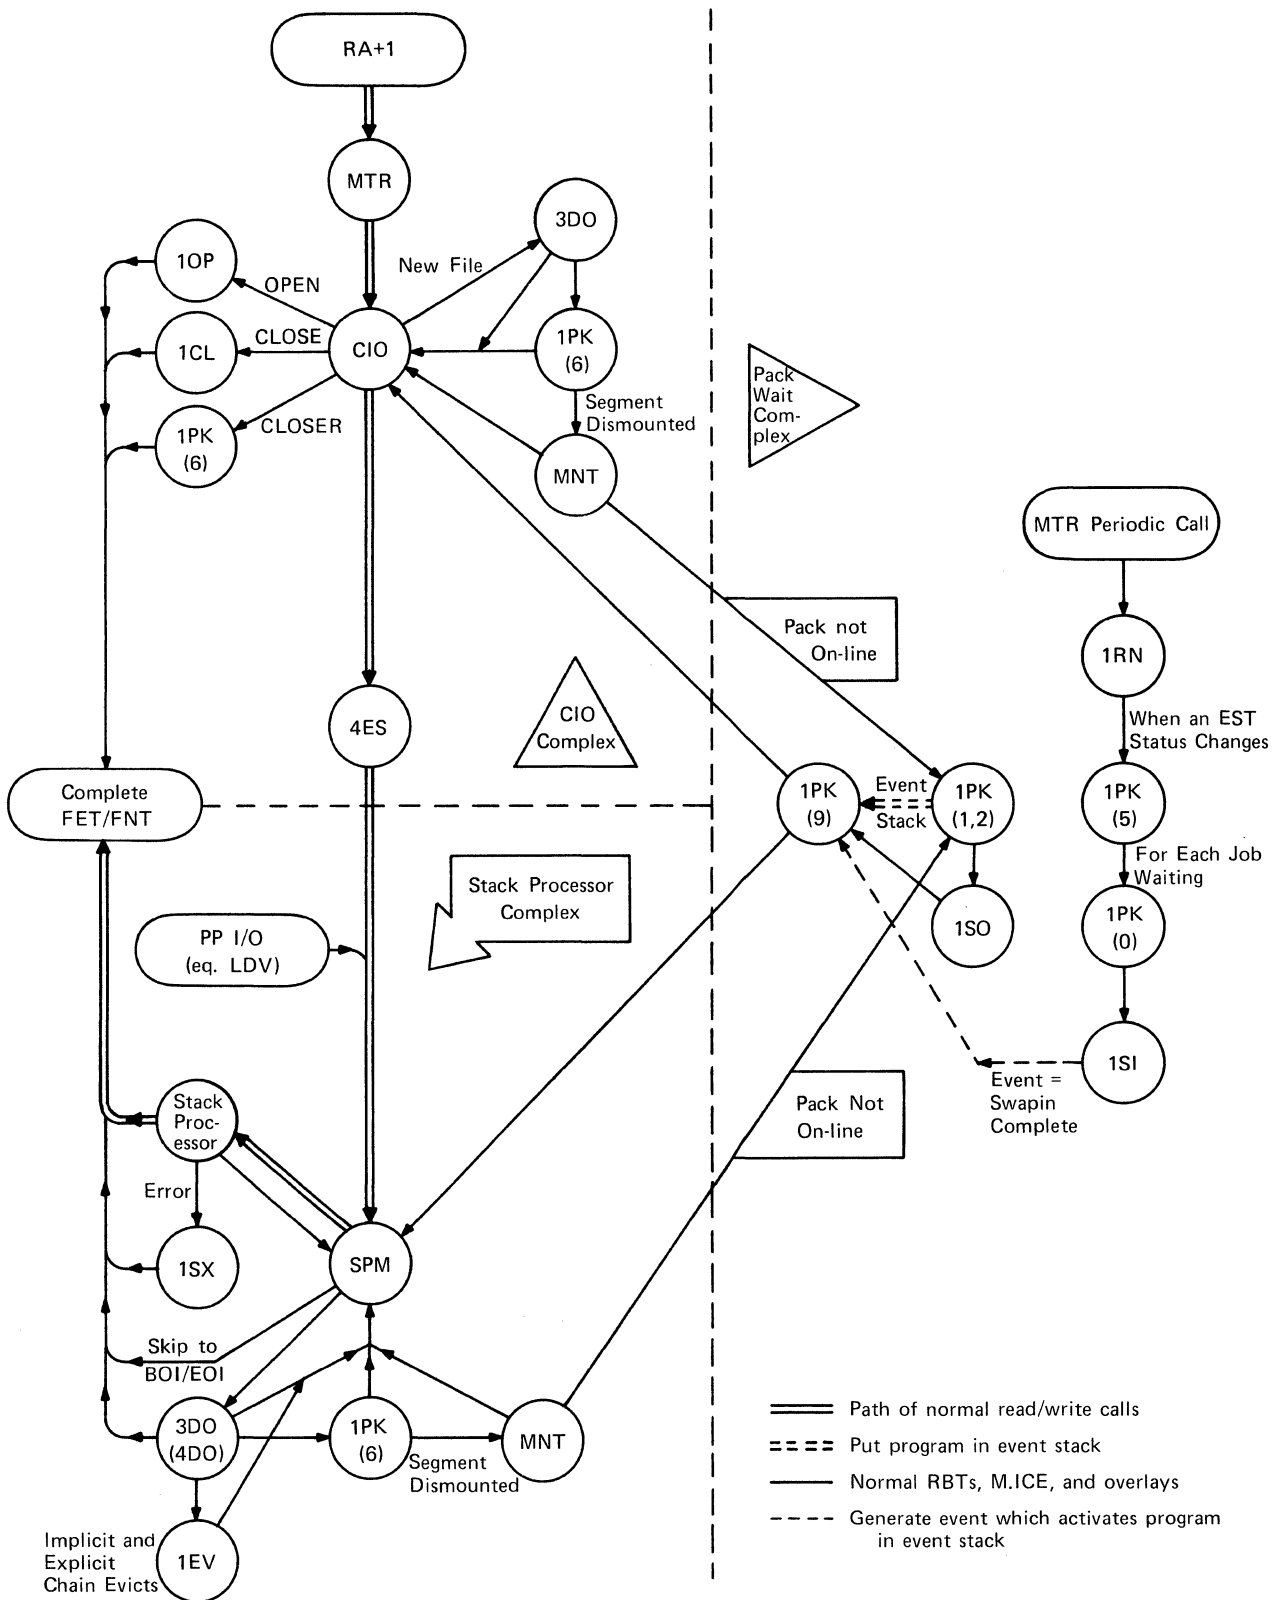 RA+1
MTR
3DO
1OP
New File
OPEN
1CL
CLOSE
CIO
1PK
(6)
CLOSER
1PK
(6)
Segment
Dismounted
MNT
Pack
Wait
Com-
plex
MTR Periodic Call
Pack not
On-line
1RN
When an EST
Status Changes
4ES
CIO
Complex
Complete
FET/FNT
1PK
(9)
Event
Stack
1PK
(1,2)
1PK
(5)
For Each Job
Waiting
Stack Processor
Complex
1SO
1PK
(0)
PP I/O
(eq. LDV)
1SI
Event =
Swapin
Complete
Stack
Proc-
essor
Pack Not
On-line
Error
1SX
SPM
Skip to
BOI/EOI
3DO
(4DO)
1PK
(6)
Segment
Dismounted
MNT
Implicit and
Explicit
Chain Evicts
1EV
Path of normal read/write calls
Put program in event stack
Normal RBTs, M.ICE, and overlays
Generate event which activates program
in event stack